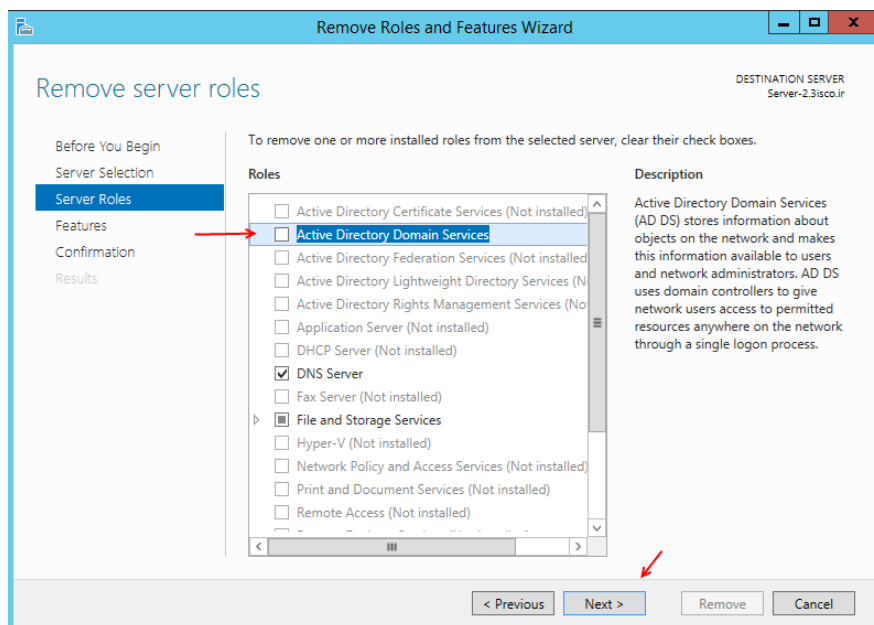 Remove Roles and Features Wizard
Remove server roles
DESTINATION SERVER
Server-2.3isco.ir
Before You Begin
Server Selection
Server Roles
Features
Confirmation
Results
To remove one or more installed roles from the selected server, clear their check boxes.
Roles
Active Directory Certificate Services (Not installed)
Active Directory Domain Services
Active Directory Federation Services (Not installed
Active Directory Lightweight Directory Services (N
Active Directory Rights Management Services (No
Application Server (Not installed)
DHCP Server (Not installed)
DNS Server
Fax Server (Not installed)
File and Storage Services
Hyper-V (Not installed)
Network Policy and Access Services (Not installed)
Print and Document Services (Not installed)
Remote Access (Not installed)
Description
Active Directory Domain Services
(AD DS) stores information about
objects on the network and makes
this information available to users
and network administrators. AD DS
uses domain controllers to give
network users access to permitted
resources anywhere on the network
through a single logon process.
< Previous
Next >
Remove
Cancel